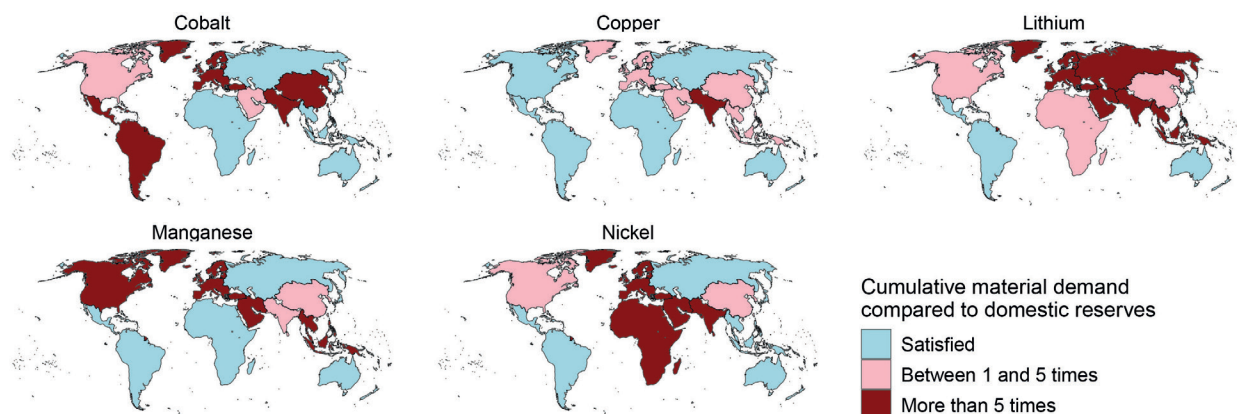 Cobalt
Copper
Lithium
Manganese
Nickel
Cumulative material demand
compared to domestic reserves
Satisfied
Between 1 and 5 times
More than 5 times